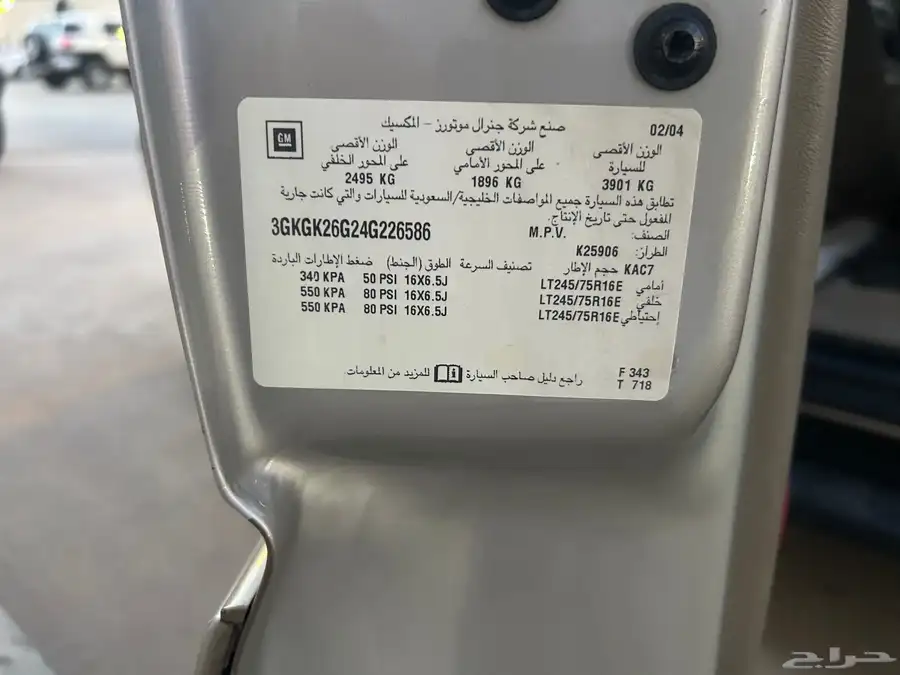 GM
صنع شركة جنرال موتورز - المكسيك 02/04
الوزن الأقصى للسيارة
3901 KG
الوزن الأقصى على المحور الأمامي
1896 KG
الوزن الأقصى على المحور الخلفي
2495 KG
تطابق هذه السيارة جميع المواصفات الخليجية/السعودية للسيارات والتي كانت جارية
المفعول حتى تاريخ الإنتاج.
3GKGK26G24G226586
الصنف: M.P.V.
الطراز: K25906
KAC7 حجم الإطار تصنيف السرعة الطوق (الجنط) ضغط الإطارات الباردة
أمامي LT245/75R16E 16X6.5J 50 PSI 340 KPA
خلفي LT245/75R16E 16X6.5J 80 PSI 550 KPA
إحتياطي LT245/75R16E 16X6.5J 80 PSI 550 KPA
راجع دليل صاحب السيارة للمزيد من المعلومات.
F 343
T 718
حراج